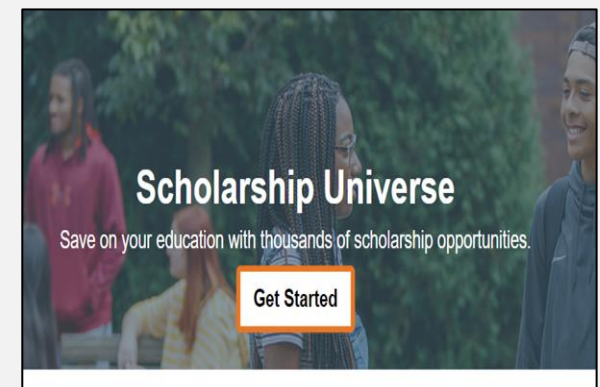 Scholarship Universe
Save on your education with thousands of scholarship opportunities.
Get Started